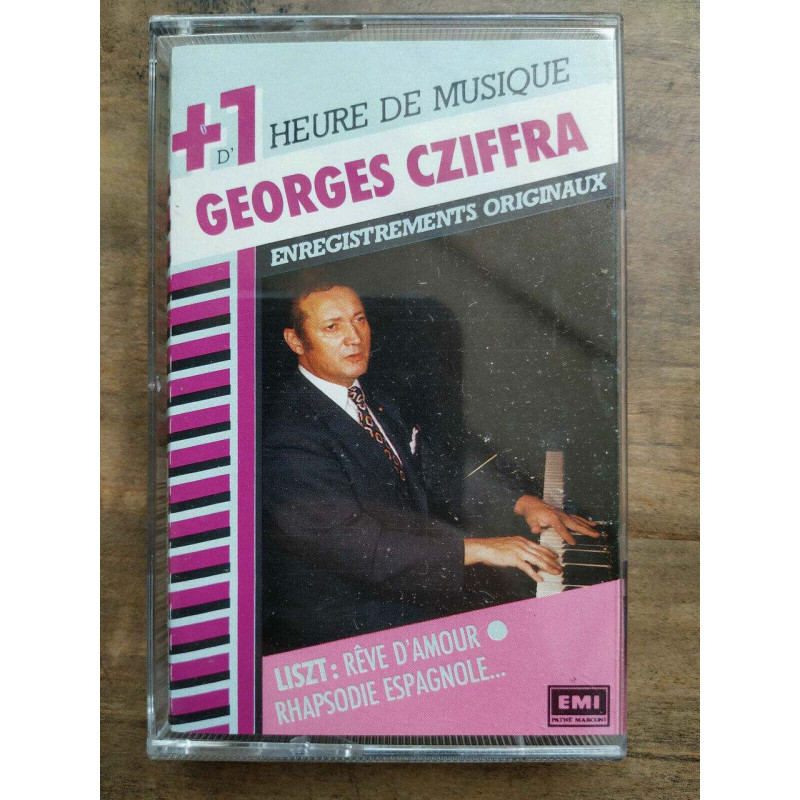 + D'1 HEURE DE MUSIQUE
GEORGES CZIFFRA
ENREGISTREMENTS ORIGINAUX
LISZT : RÊVE D'AMOUR ●
RHAPSODIE ESPAGNOLE...
EMI
PATHÉ MARCONI